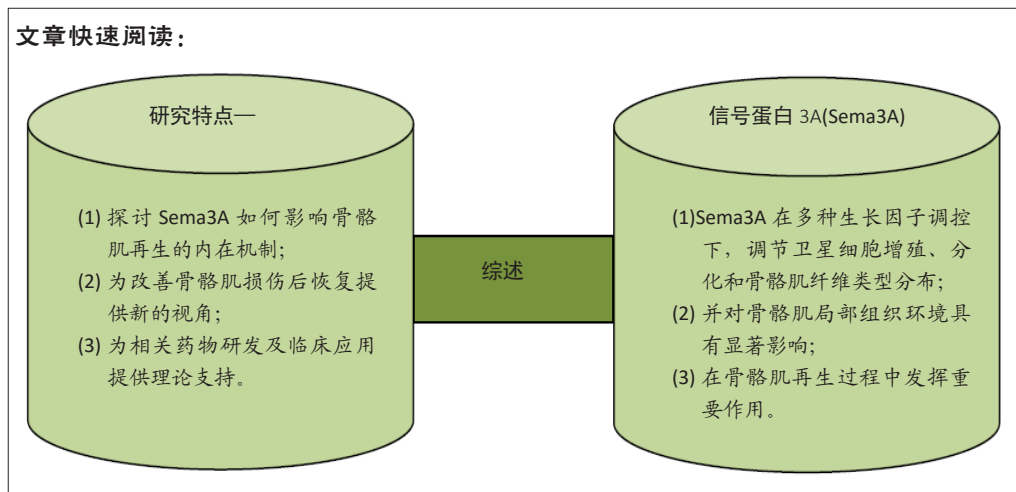 文章快速阅读：
研究特点—
(1) 探讨 Sema3A 如何影响骨骼
肌再生的内在机制；
(2) 为改善骨骼肌损伤后恢复提
供新的视角；
(3) 为相关药物研发及临床应用
提供理论支持。
综述
信号蛋白 3A(Sema3A)
(1)Sema3A 在多种生长因子调控
下，调节卫星细胞增殖、分
化和骨骼肌纤维类型分布；
(2) 并对骨骼肌局部组织环境具
有显著影响；
(3) 在骨骼肌再生过程中发挥重
要作用。